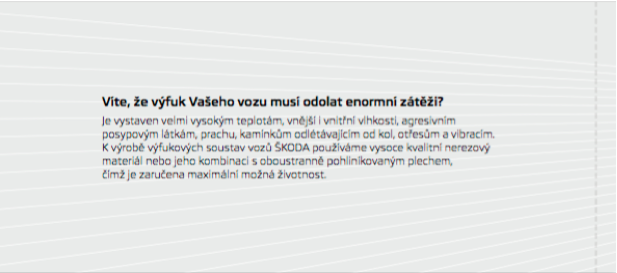 Víte, že výfuk Vašeho vozu musí odolat enormní zátěži?
Je vystaven velmi vysokým teplotám, vnější i vnitřní vlhkosti, agresivním
posypovým látkám, prachu, kamínkům odlétávajícím od kol, otřesům a vibracím.
K výrobě výfukových soustav vozů ŠKODA používáme vysoce kvalitní nerezový
materiál nebo jeho kombinaci s oboustranně pohliníkovaným plechem,
čímž je zaručena maximální možná životnost.